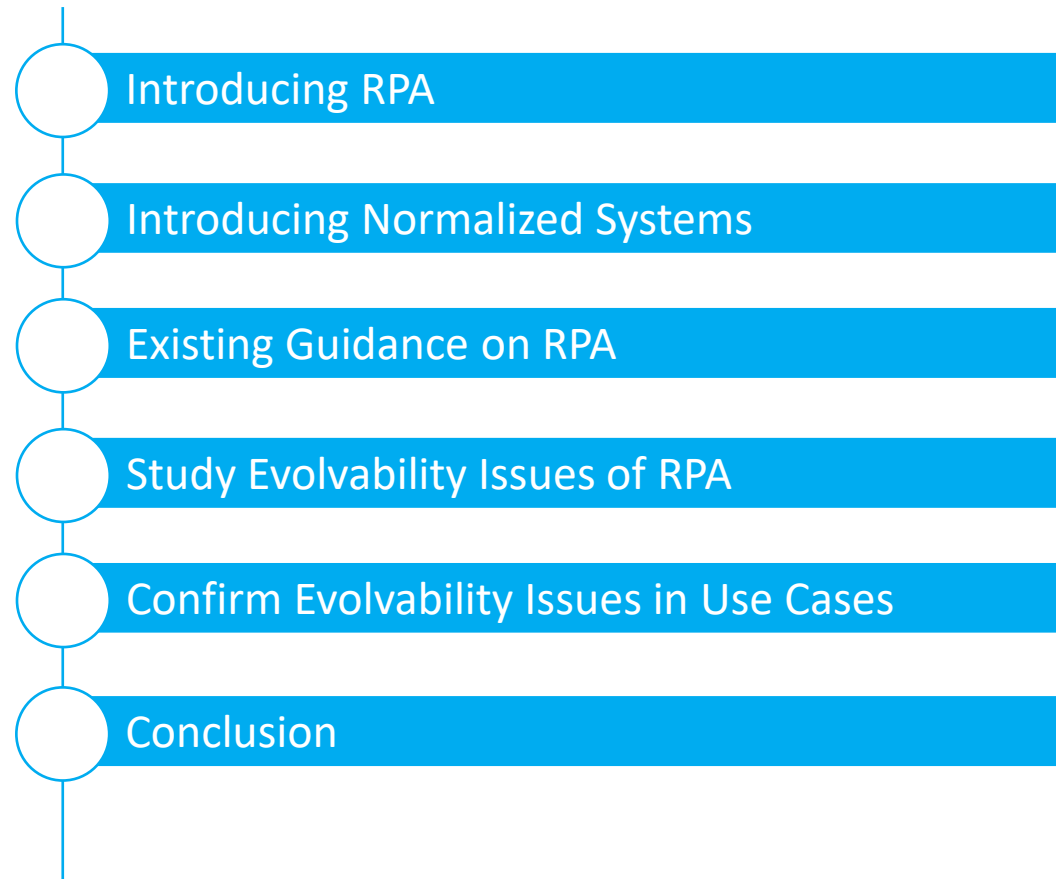 Introducing RPA
Introducing Normalized Systems
Existing Guidance on RPA
Study Evolvability Issues of RPA
Confirm Evolvability Issues in Use Cases
Conclusion